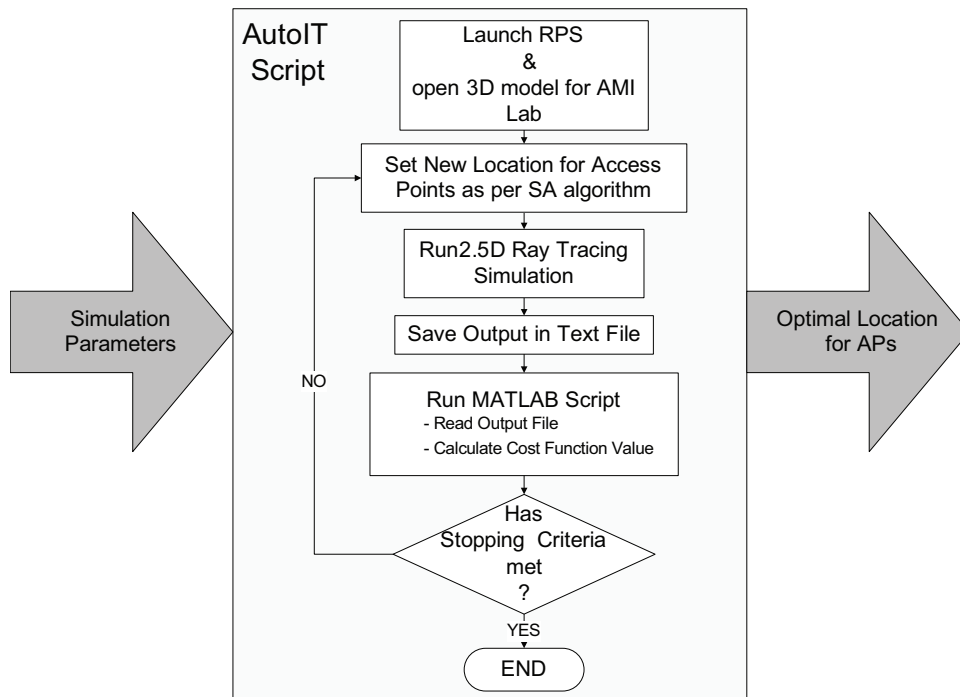 AutoIT
Script
Launch RPS
&
open 3D model for AMI
Lab
Set New Location for Access
Points as per SA algorithm
Run2.5D Ray Tracing
Simulation
Save Output in Text File
Run MATLAB Script
- Read Output File
- Calculate Cost Function Value
Has
Stopping Criteria
met
?
NO
YES
END
Simulation
Parameters
Optimal Location
for APs